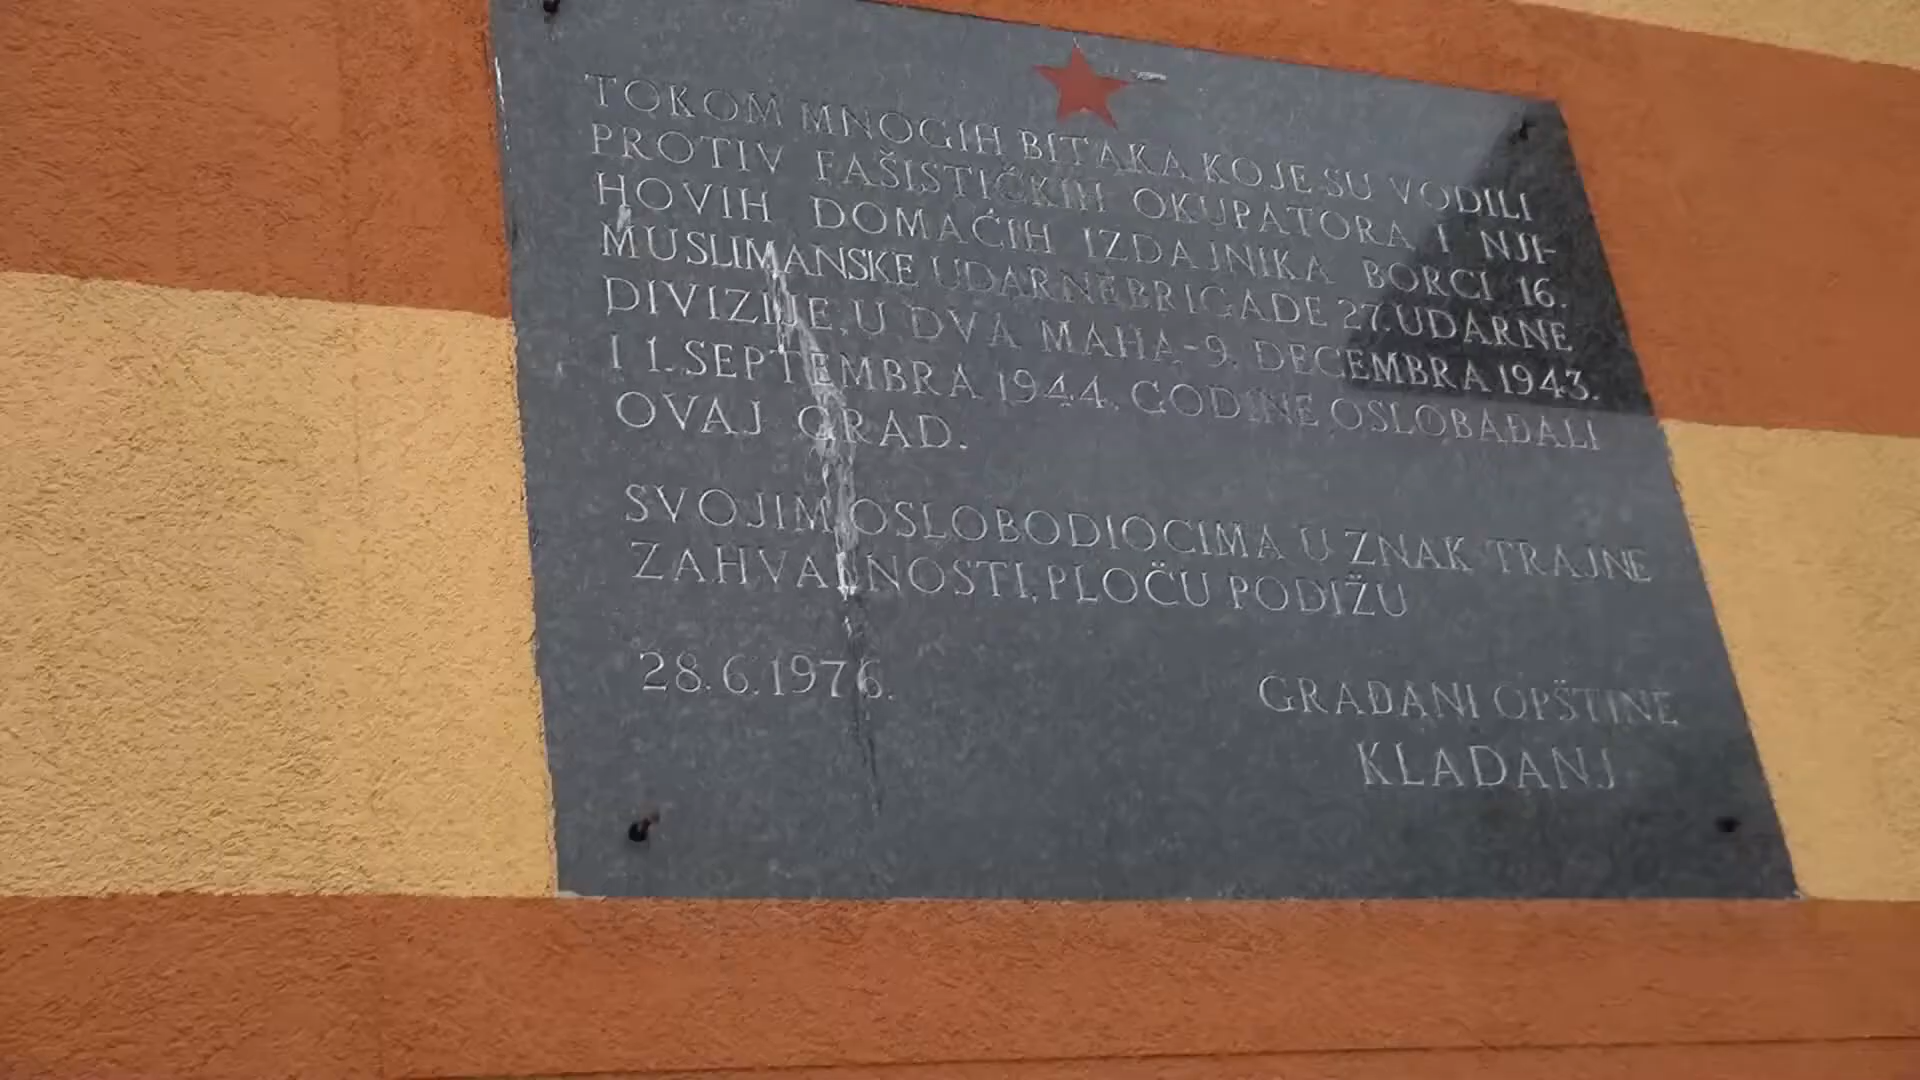 TOKOM MNOGIH BITAKA KOJE SU VODILI
PROTIV FAŠISTIČKIH OKUPATORA I NJI-
HOVIH DOMAĆIH IZDAJNIKA BORCI 16.
MUSLIMANSKE UDARNE BRIGADE 27. UDARNE
DIVIZIJE, U DVA MAHA - 9. DECEMBRA 1943.
I 1. SEPTEMBRA 1944. GODINE OSLOBAĐALI
OVAJ GRAD.
SVOJIM OSLOBODIOCIMA U ZNAK TRAJNE
ZAHVALNOSTI, PLOČU PODIŽU
28.6.1976.
GRAĐANI OPŠTINE
KLADANJ